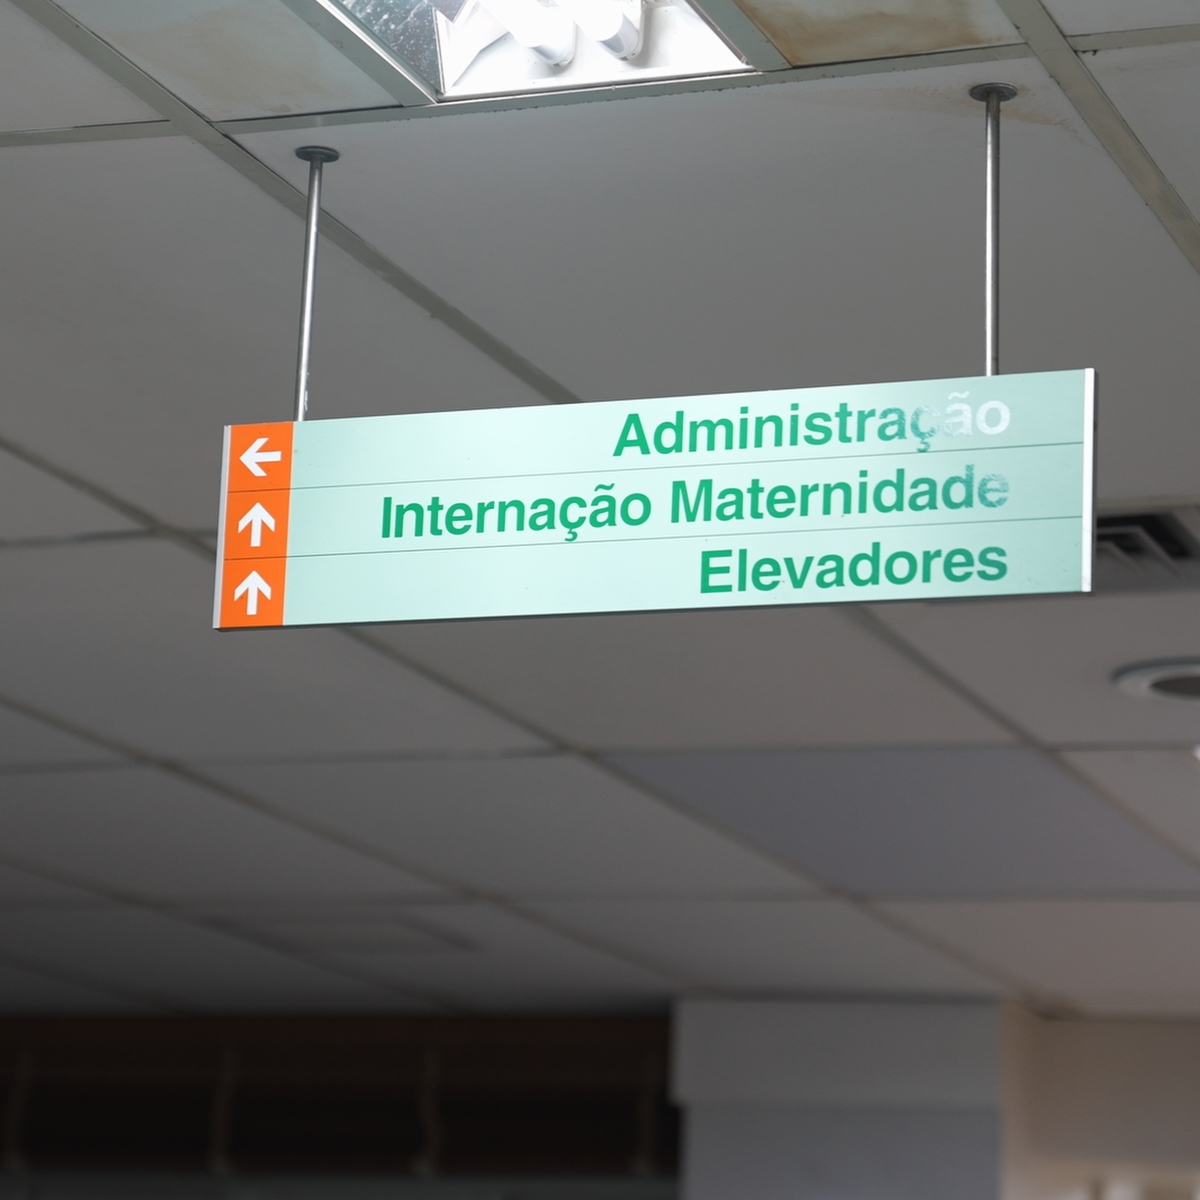 Administração
Internação Maternidade
Elevadores